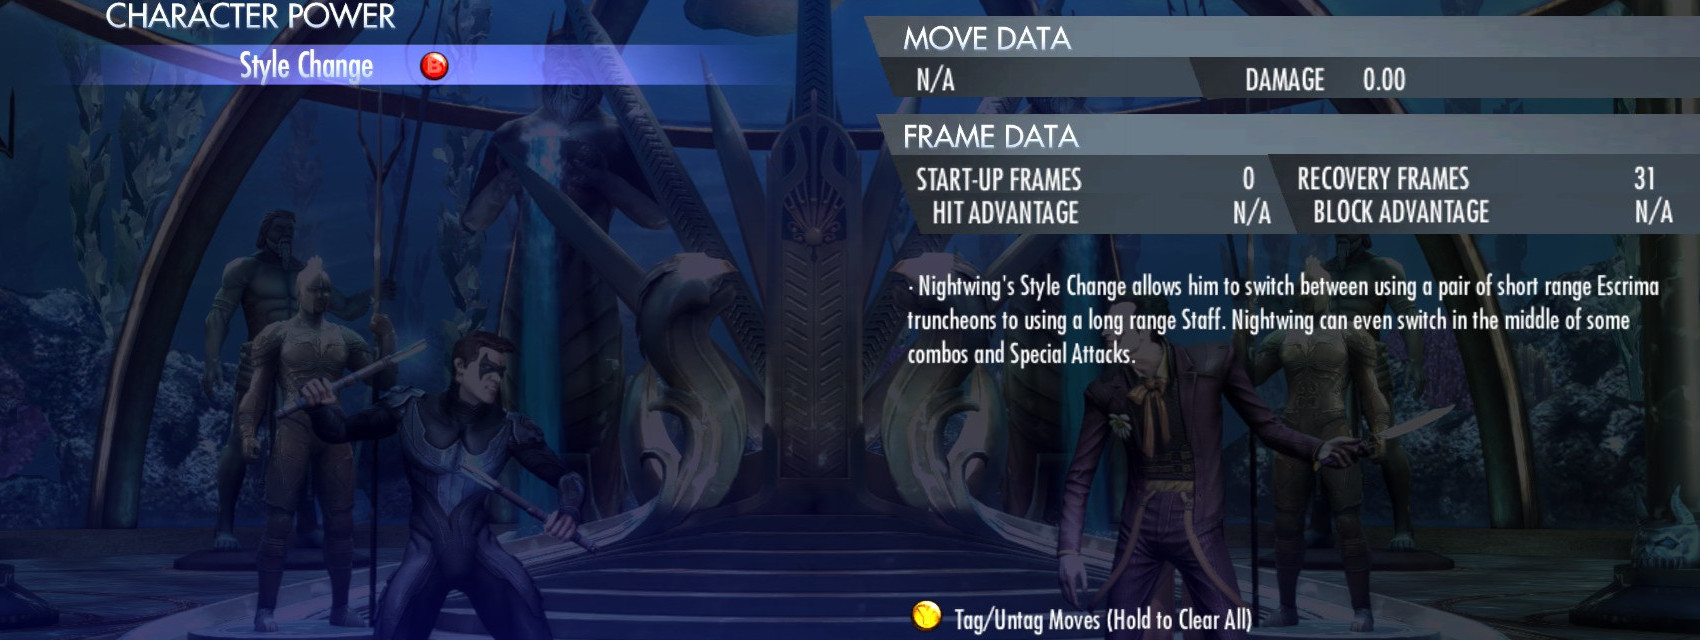 CHARACTER POWER
Style Change B
MOVE DATA
N/A DAMAGE 0.00
FRAME DATA
START-UP FRAMES 0 RECOVERY FRAMES 31
HIT ADVANTAGE N/A BLOCK ADVANTAGE N/A
· Nightwing's Style Change allows him to switch between using a pair of short range Escrima
truncheons to using a long range Staff. Nightwing can even switch in the middle of some
combos and Special Attacks.
Y Tag/Untag Moves (Hold to Clear All)